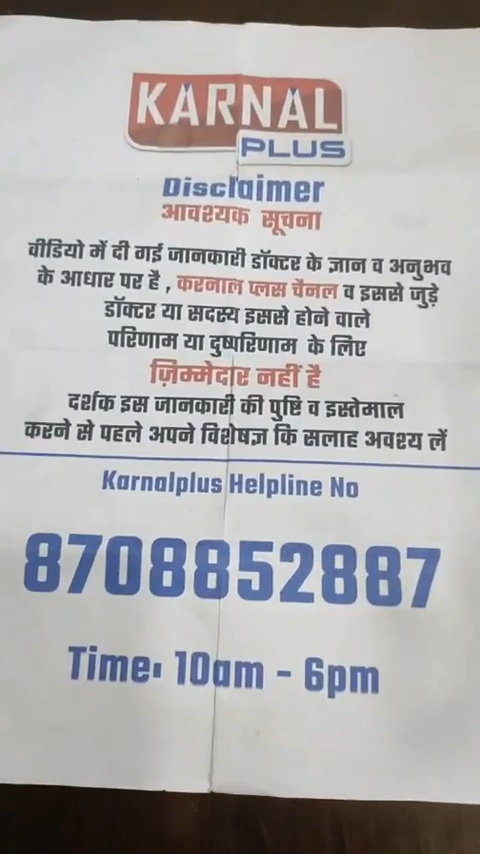 KARNAL
PLUS
Disclaimer
आवश्यक सूचना
वीडियो में दी गई जानकारी डॉक्टर के ज्ञान व अनुभव
के आधार पर है , करनाल प्लस चैनल व इससे जुड़े
डॉक्टर या सदस्य इससे होने वाले
परिणाम या दुष्परिणाम के लिए
ज़िम्मेदार नहीं है
दर्शक इस जानकारी की पुष्टि व इस्तेमाल
करने से पहले अपने विशेषज्ञ कि सलाह अवश्य लें
Karnalplus Helpline No
8708852887
Time: 10am - 6pm